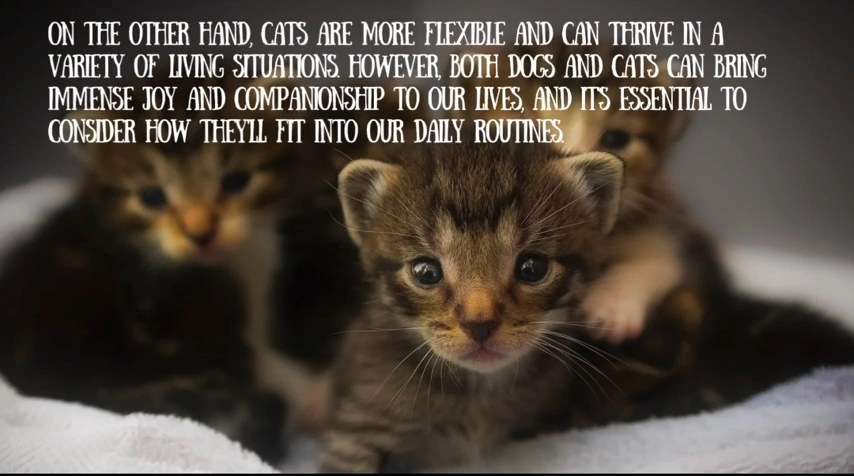 ON THE OTHER HAND, CATS ARE MORE FLEXIBLE AND CAN THRIVE IN A
VARIETY OF LIVING SITUATIONS. HOWEVER, BOTH DOGS AND CATS CAN BRING
IMMENSE JOY AND COMPANIONSHIP TO OUR LIVES, AND IT'S ESSENTIAL TO
CONSIDER HOW THEY'LL FIT INTO OUR DAILY ROUTINES.